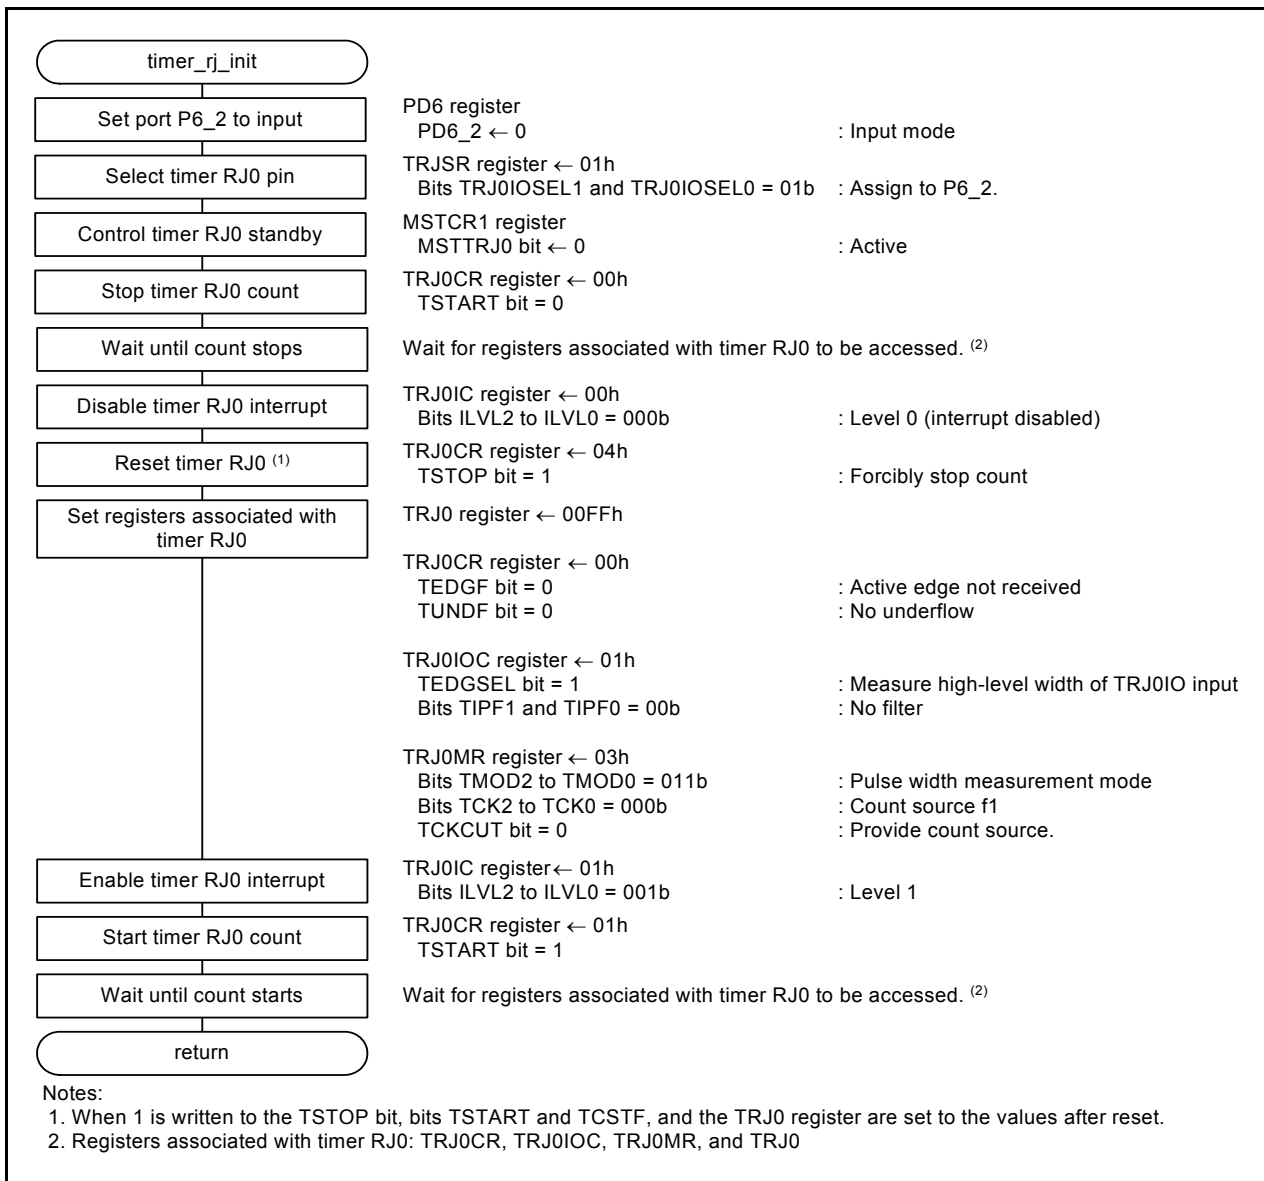 timer_rj_init
Set port P6_2 to input
PD6 register
PD6_2 ← 0 : Input mode
Select timer RJ0 pin
TRJSR register ← 01h
Bits TRJ0IOSEL1 and TRJ0IOSEL0 = 01b : Assign to P6_2.
Control timer RJ0 standby
MSTCR1 register
MSTTRJ0 bit ← 0 : Active
Stop timer RJ0 count
TRJ0CR register ← 00h
TSTART bit = 0
Wait until count stops
Wait for registers associated with timer RJ0 to be accessed. (2)
Disable timer RJ0 interrupt
TRJ0IC register ← 00h
Bits ILVL2 to ILVL0 = 000b : Level 0 (interrupt disabled)
Reset timer RJ0 (1)
TRJ0CR register ← 04h
TSTOP bit = 1 : Forcibly stop count
Set registers associated with
timer RJ0
TRJ0 register ← 00FFh
TRJ0CR register ← 00h
TEDGF bit = 0 : Active edge not received
TUNDF bit = 0 : No underflow
TRJ0IOC register ← 01h
TEDGSEL bit = 1 : Measure high-level width of TRJ0IO input
Bits TIPF1 and TIPF0 = 00b : No filter
TRJ0MR register ← 03h
Bits TMOD2 to TMOD0 = 011b : Pulse width measurement mode
Bits TCK2 to TCK0 = 000b : Count source f1
TCKCUT bit = 0 : Provide count source.
Enable timer RJ0 interrupt
TRJ0IC register← 01h
Bits ILVL2 to ILVL0 = 001b : Level 1
Start timer RJ0 count
TRJ0CR register ← 01h
TSTART bit = 1
Wait until count starts
Wait for registers associated with timer RJ0 to be accessed. (2)
return
Notes:
1. When 1 is written to the TSTOP bit, bits TSTART and TCSTF, and the TRJ0 register are set to the values after reset.
2. Registers associated with timer RJ0: TRJ0CR, TRJ0IOC, TRJ0MR, and TRJ0